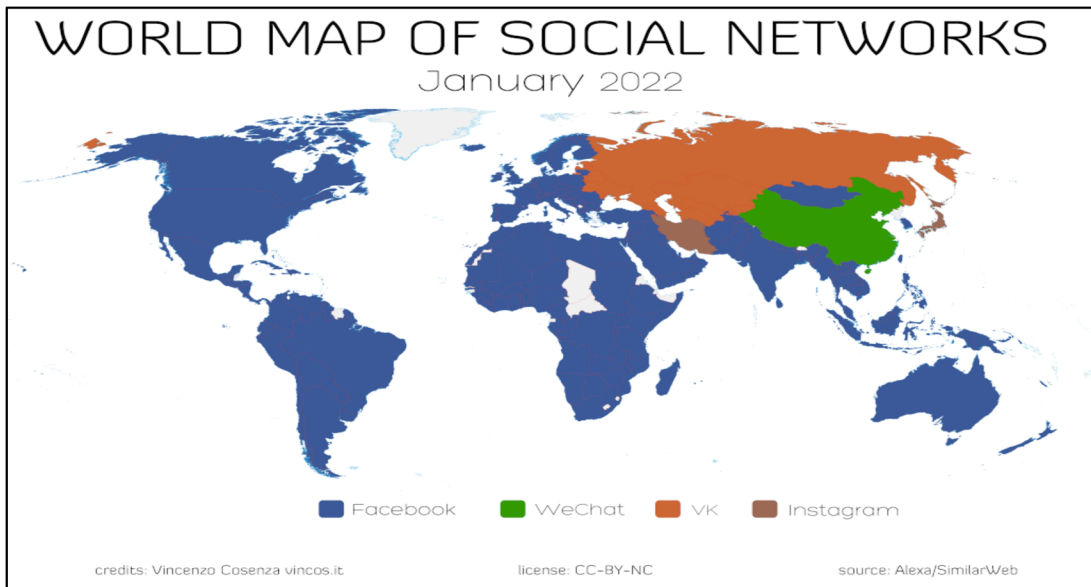 WORLD MAP OF SOCIAL NETWORKS
January 2022
Facebook WeChat VK Instagram
credits: Vincenzo Cosenza vincos.it license: CC-BY-NC source: Alexa/SimilarWeb